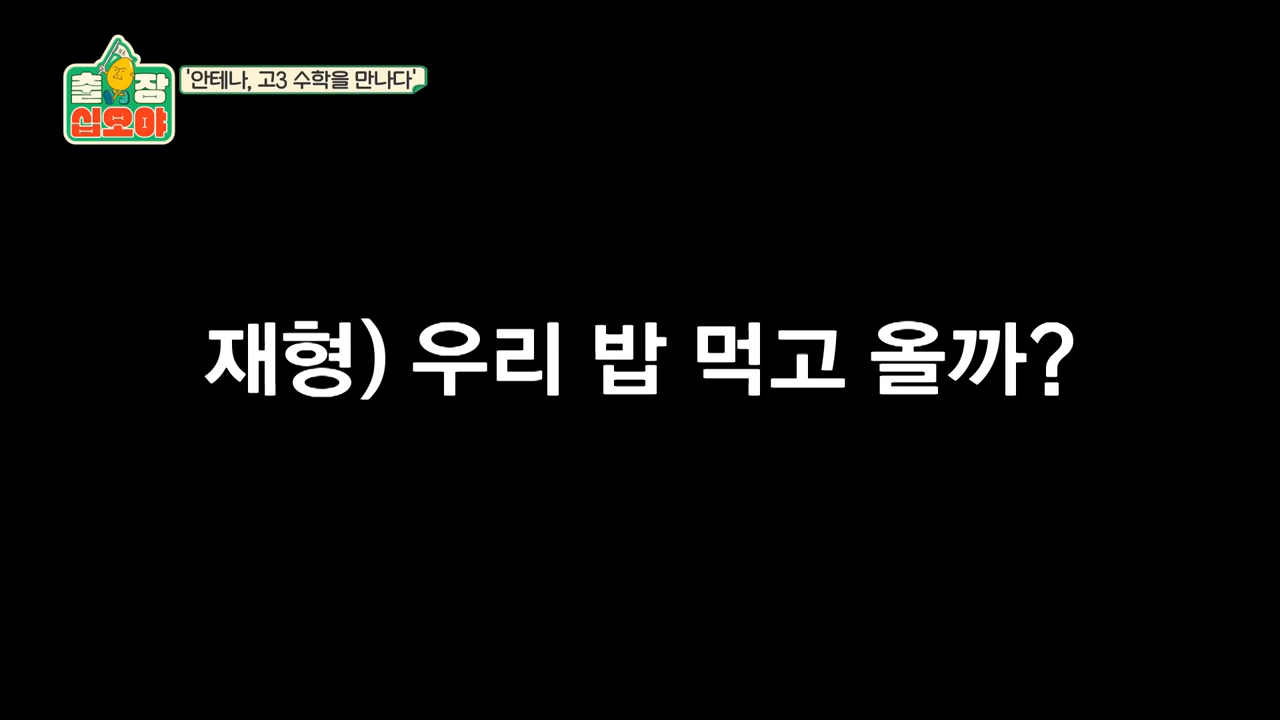 출장
십오야
'안테나, 고3 수학을 만나다'
재형) 우리 밥 먹고 올까?